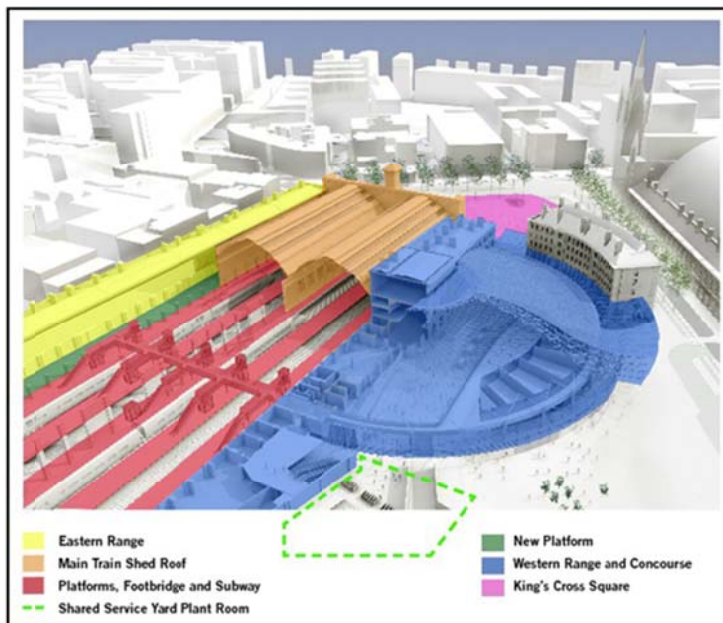 Eastern Range
Main Train Shed Roof
Platforms, Footbridge and Subway
Shared Service Yard Plant Room
New Platform
Western Range and Concourse
King's Cross Square